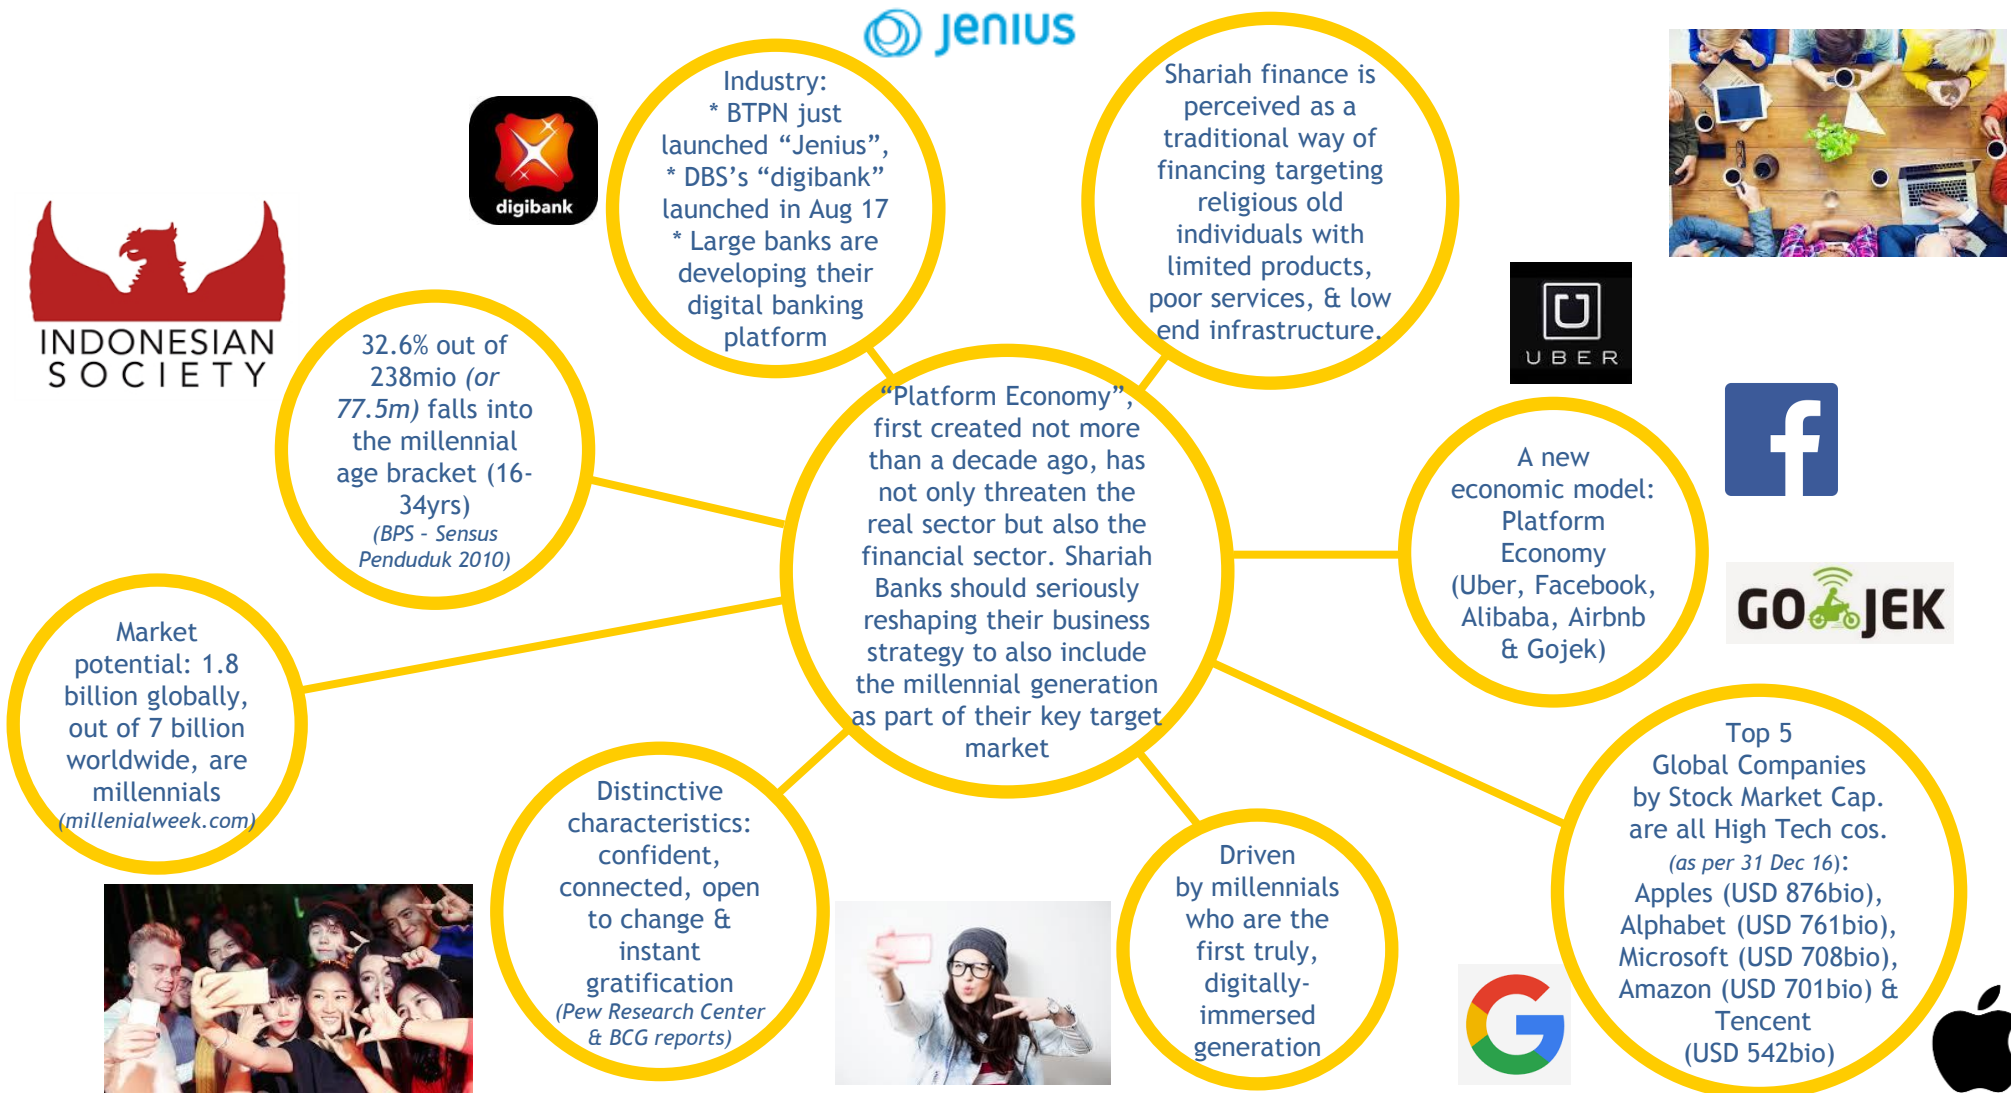 Jenius
Industry:
* BTPN just
launched “Jenius”,
* DBS’s “digibank”
launched in Aug 17
* Large banks are
developing their
digital banking
platform
Shariah finance is
perceived as a
traditional way of
financing targeting
religious old
individuals with
limited products,
poor services, & low
end infrastructure.
digibank
INDONESIAN
SOCIETY
32.6% out of
238mio (or
77.5m) falls into
the millennial
age bracket (16-
34yrs)
(BPS - Sensus
Penduduk 2010)
“Platform Economy”,
first created not more
than a decade ago, has
not only threaten the
real sector but also the
financial sector. Shariah
Banks should seriously
reshaping their business
strategy to also include
the millennial generation
as part of their key target
market
UBER
A new
economic model:
Platform
Economy
(Uber, Facebook,
Alibaba, Airbnb
& Gojek)
f
GO JEK
Market
potential: 1.8
billion globally,
out of 7 billion
worldwide, are
millennials
(millenialweek.com)
Distinctive
characteristics:
confident,
connected, open
to change &
instant
gratification
(Pew Research Center
& BCG reports)
Driven
by millennials
who are the
first truly,
digitally-
immersed
generation
Top 5
Global Companies
by Stock Market Cap.
are all High Tech cos.
(as per 31 Dec 16):
Apples (USD 876bio),
Alphabet (USD 761bio),
Microsoft (USD 708bio),
Amazon (USD 701bio) &
Tencent
(USD 542bio)
G